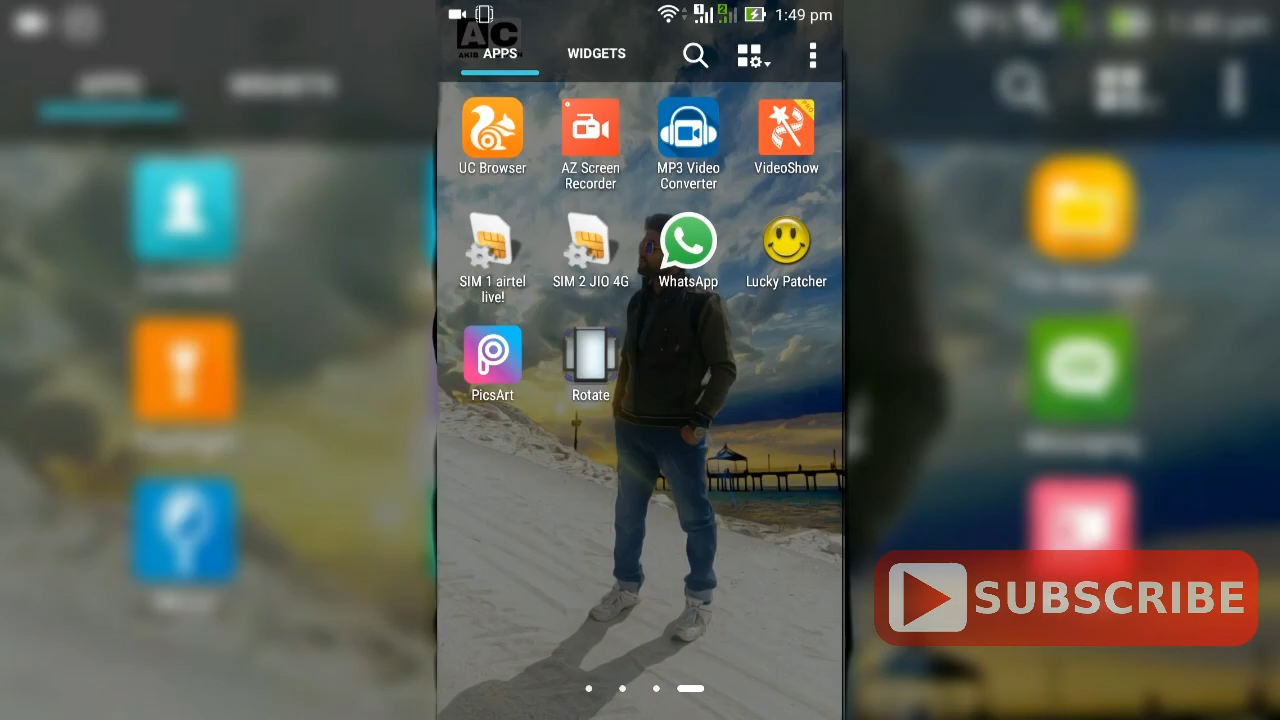 1:49 pm
AC
APPS
WIDGETS
UC Browser
AZ Screen
Recorder
MP3 Video
Converter
VideoShow
PRO
SIM 1 airtel
live!
SIM 2 JIO 4G
WhatsApp
Lucky Patcher
PicsArt
Rotate
SUBSCRIBE